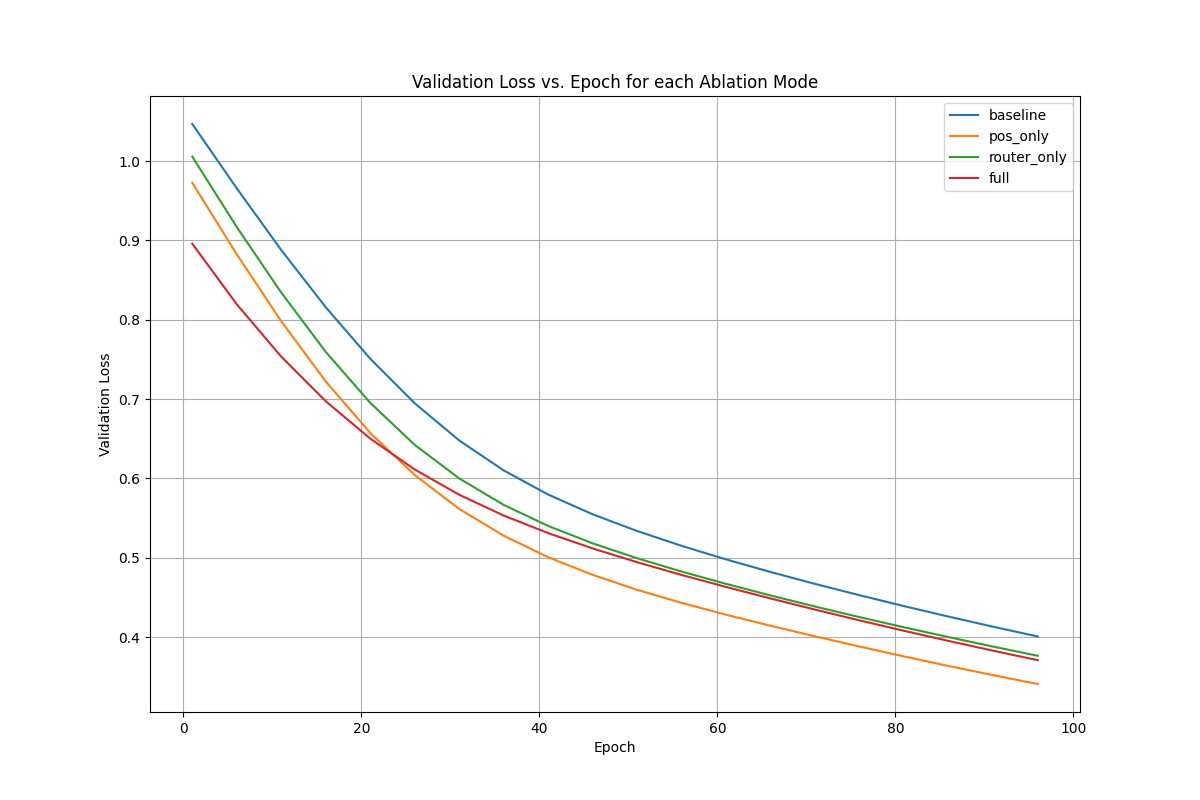 Validation Loss vs. Epoch for each Ablation Mode
baseline
pos_only
router_only
full
Validation Loss
1.0
0.9
0.8
0.7
0.6
0.5
0.4
0
20
40
60
80
100
Epoch